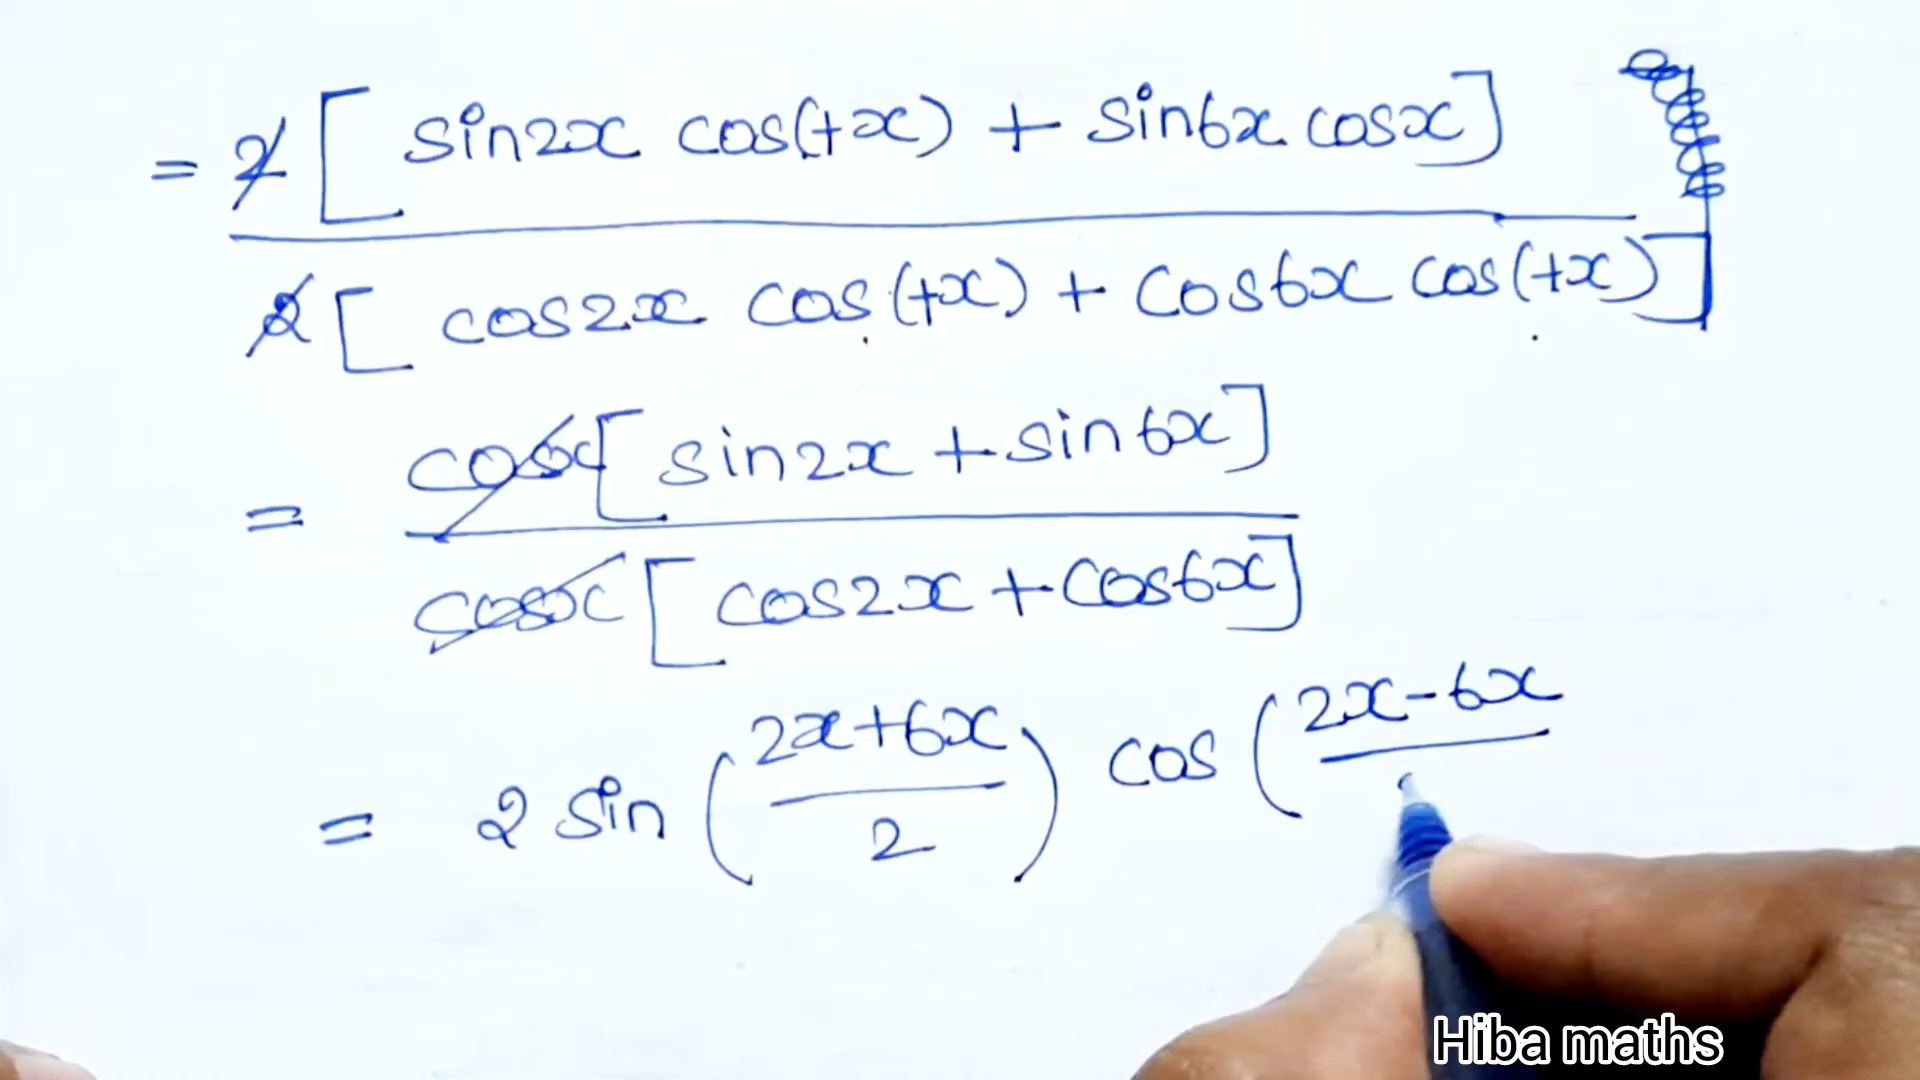 = 2 [ sin2x cos(+x) + sin6x cosx ]
2 [ cos2x cos(+x) + cos6x cos(+x) ]
cosx [ sin2x + sin6x ]
=
cosx [ cos2x + cos6x ]
2x+6x 2x-6x
= 2 sin ( ) cos (
2
Hiba maths